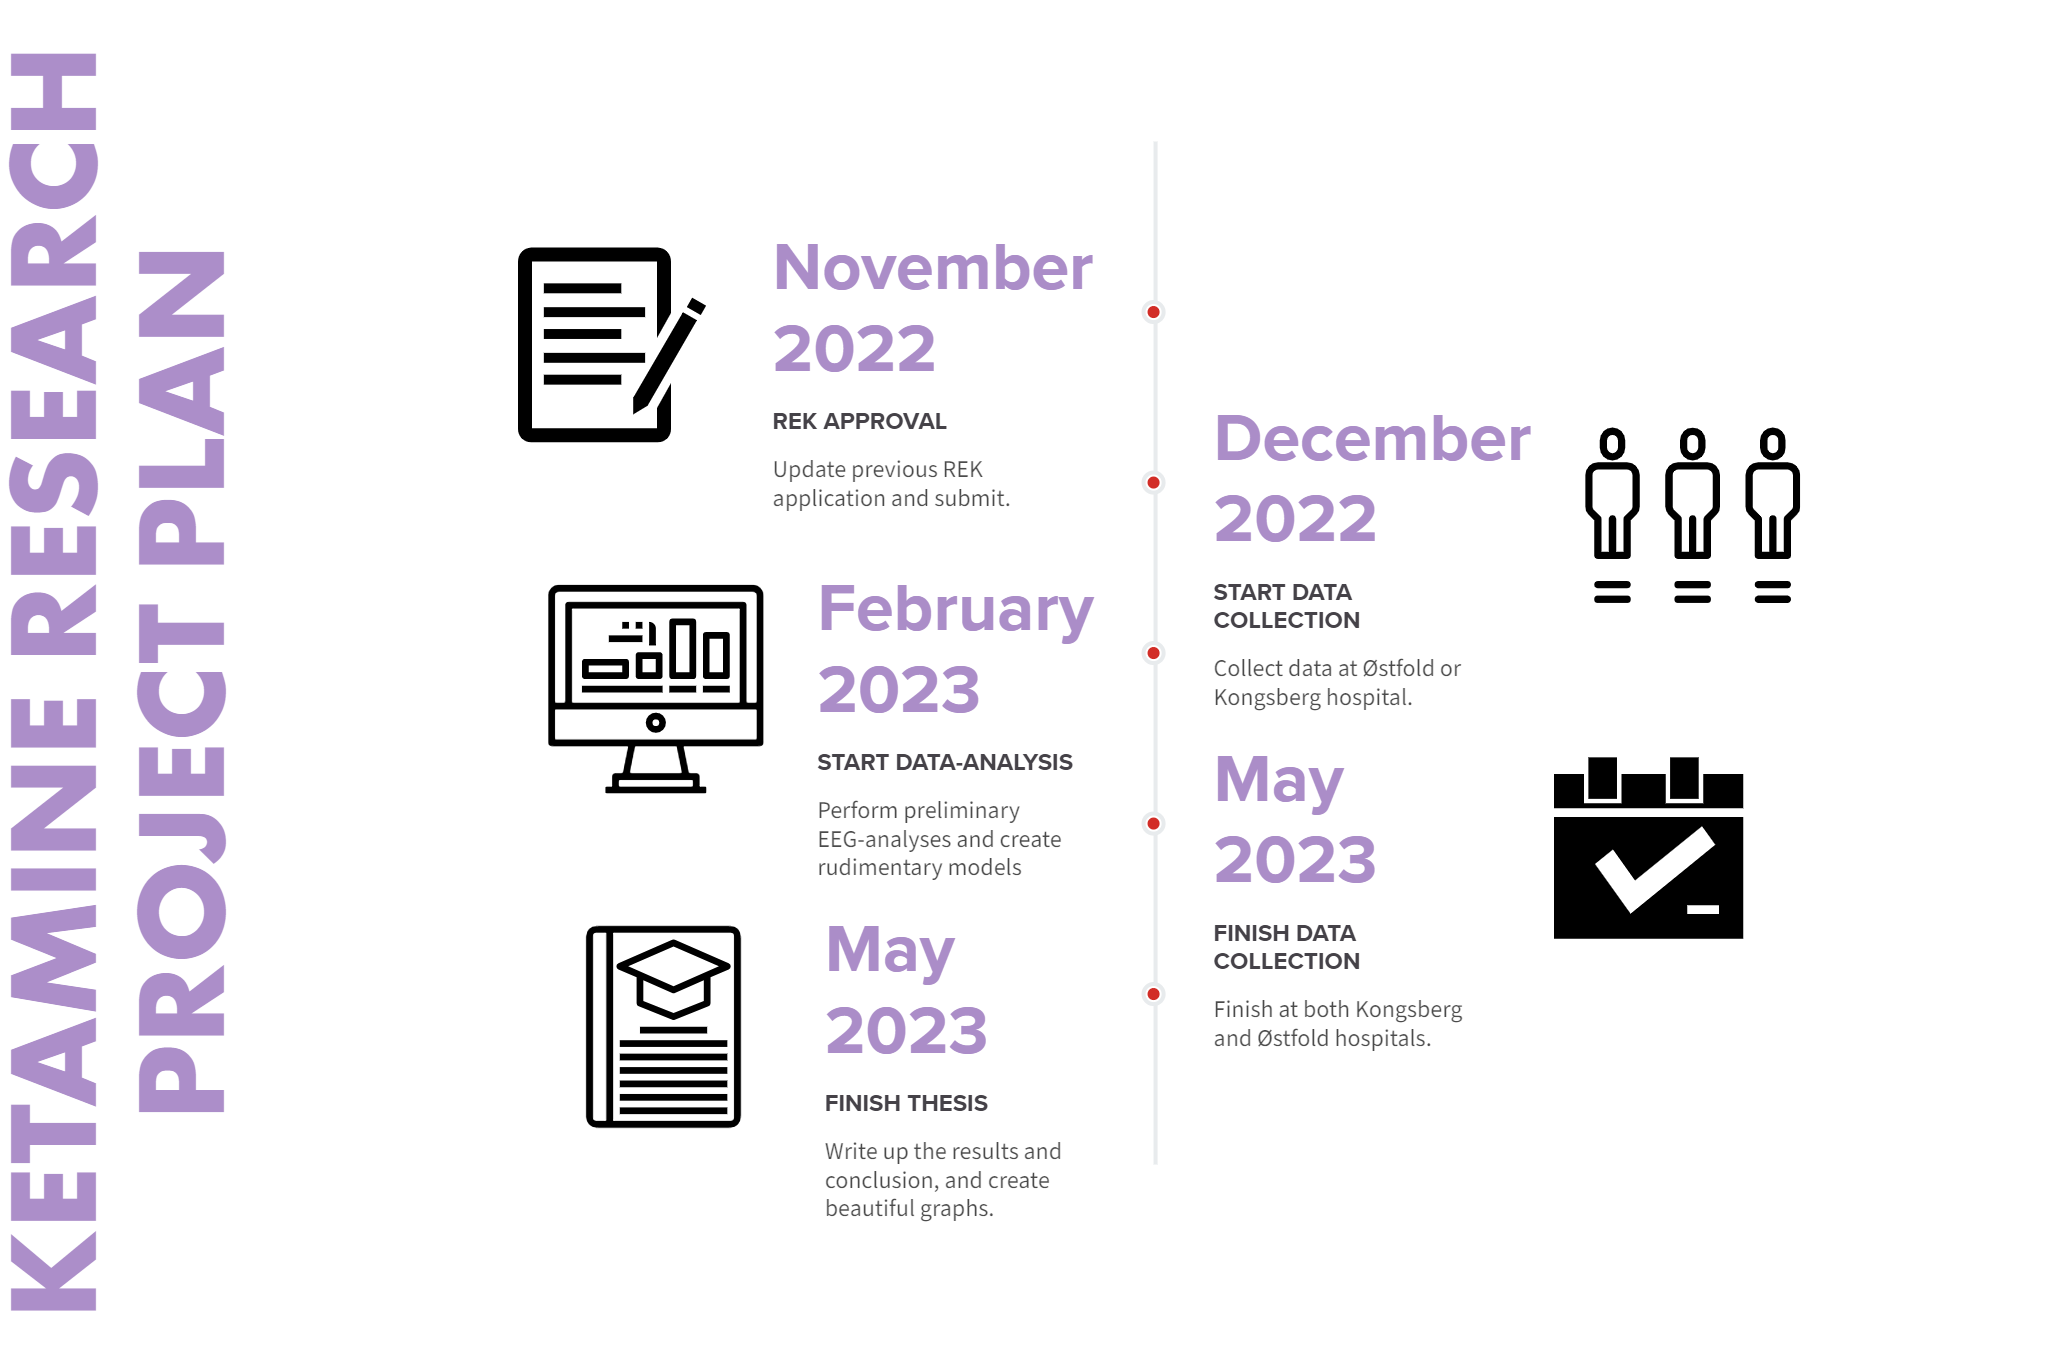 KETAMINE RESEARCH
PROJECT PLAN
November
2022
REK APPROVAL
Update previous REK
application and submit.
December
2022
START DATA
COLLECTION
Collect data at Østfold or
Kongsberg hospital.
February
2023
START DATA-ANALYSIS
Perform preliminary
EEG-analyses and create
rudimentary models
May
2023
FINISH DATA
COLLECTION
Finish at both Kongsberg
and Østfold hospitals.
May
2023
FINISH THESIS
Write up the results and
conclusion, and create
beautiful graphs.